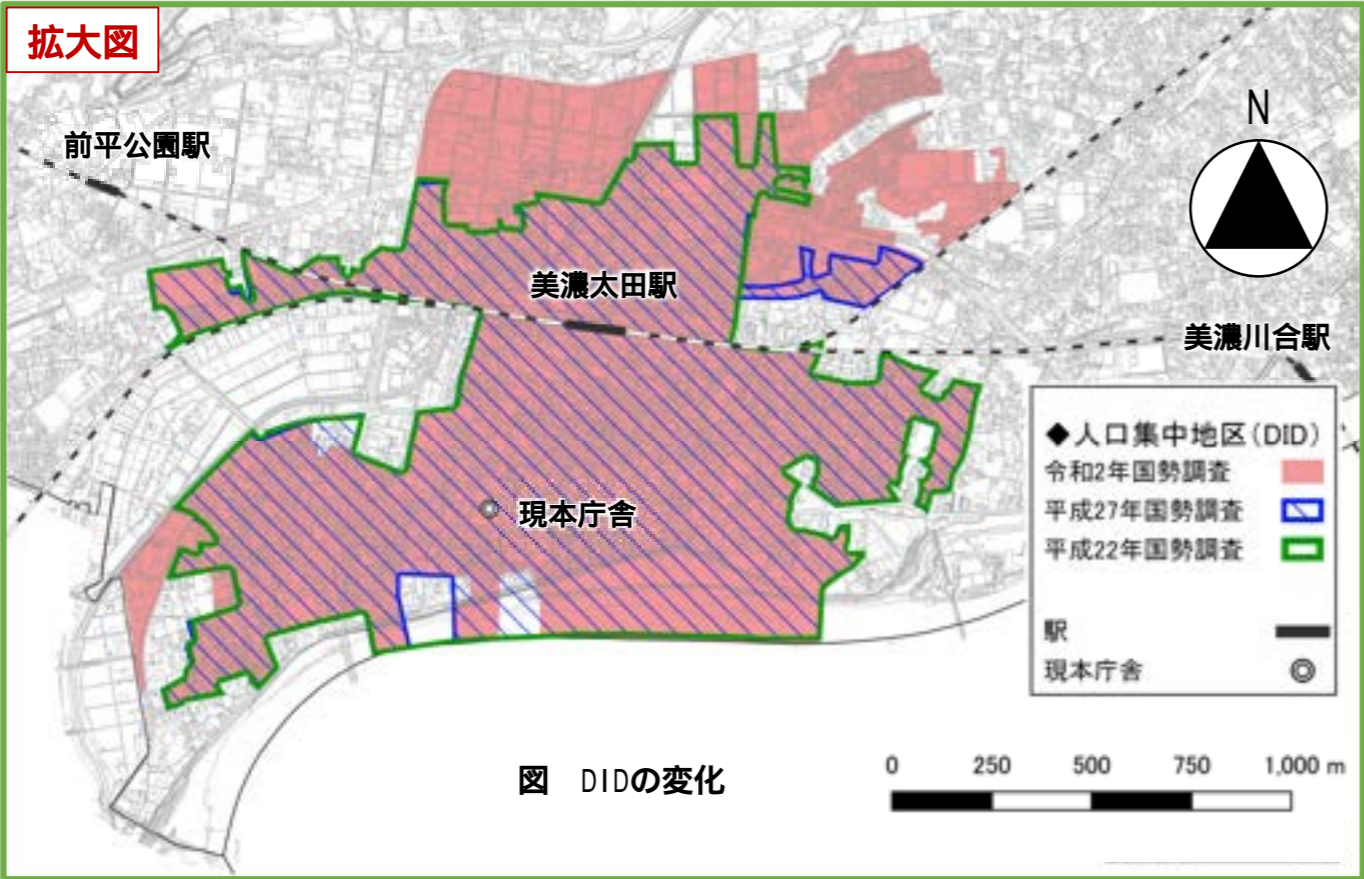 拡大図
前平公園駅
N
美濃太田駅
美濃川合駅
◆人口集中地区(DID)
令和2年国勢調査
平成27年国勢調査
平成22年国勢調査
駅
現本庁舎
現本庁舎
図 DIDの変化
0 250 500 750 1,000 m